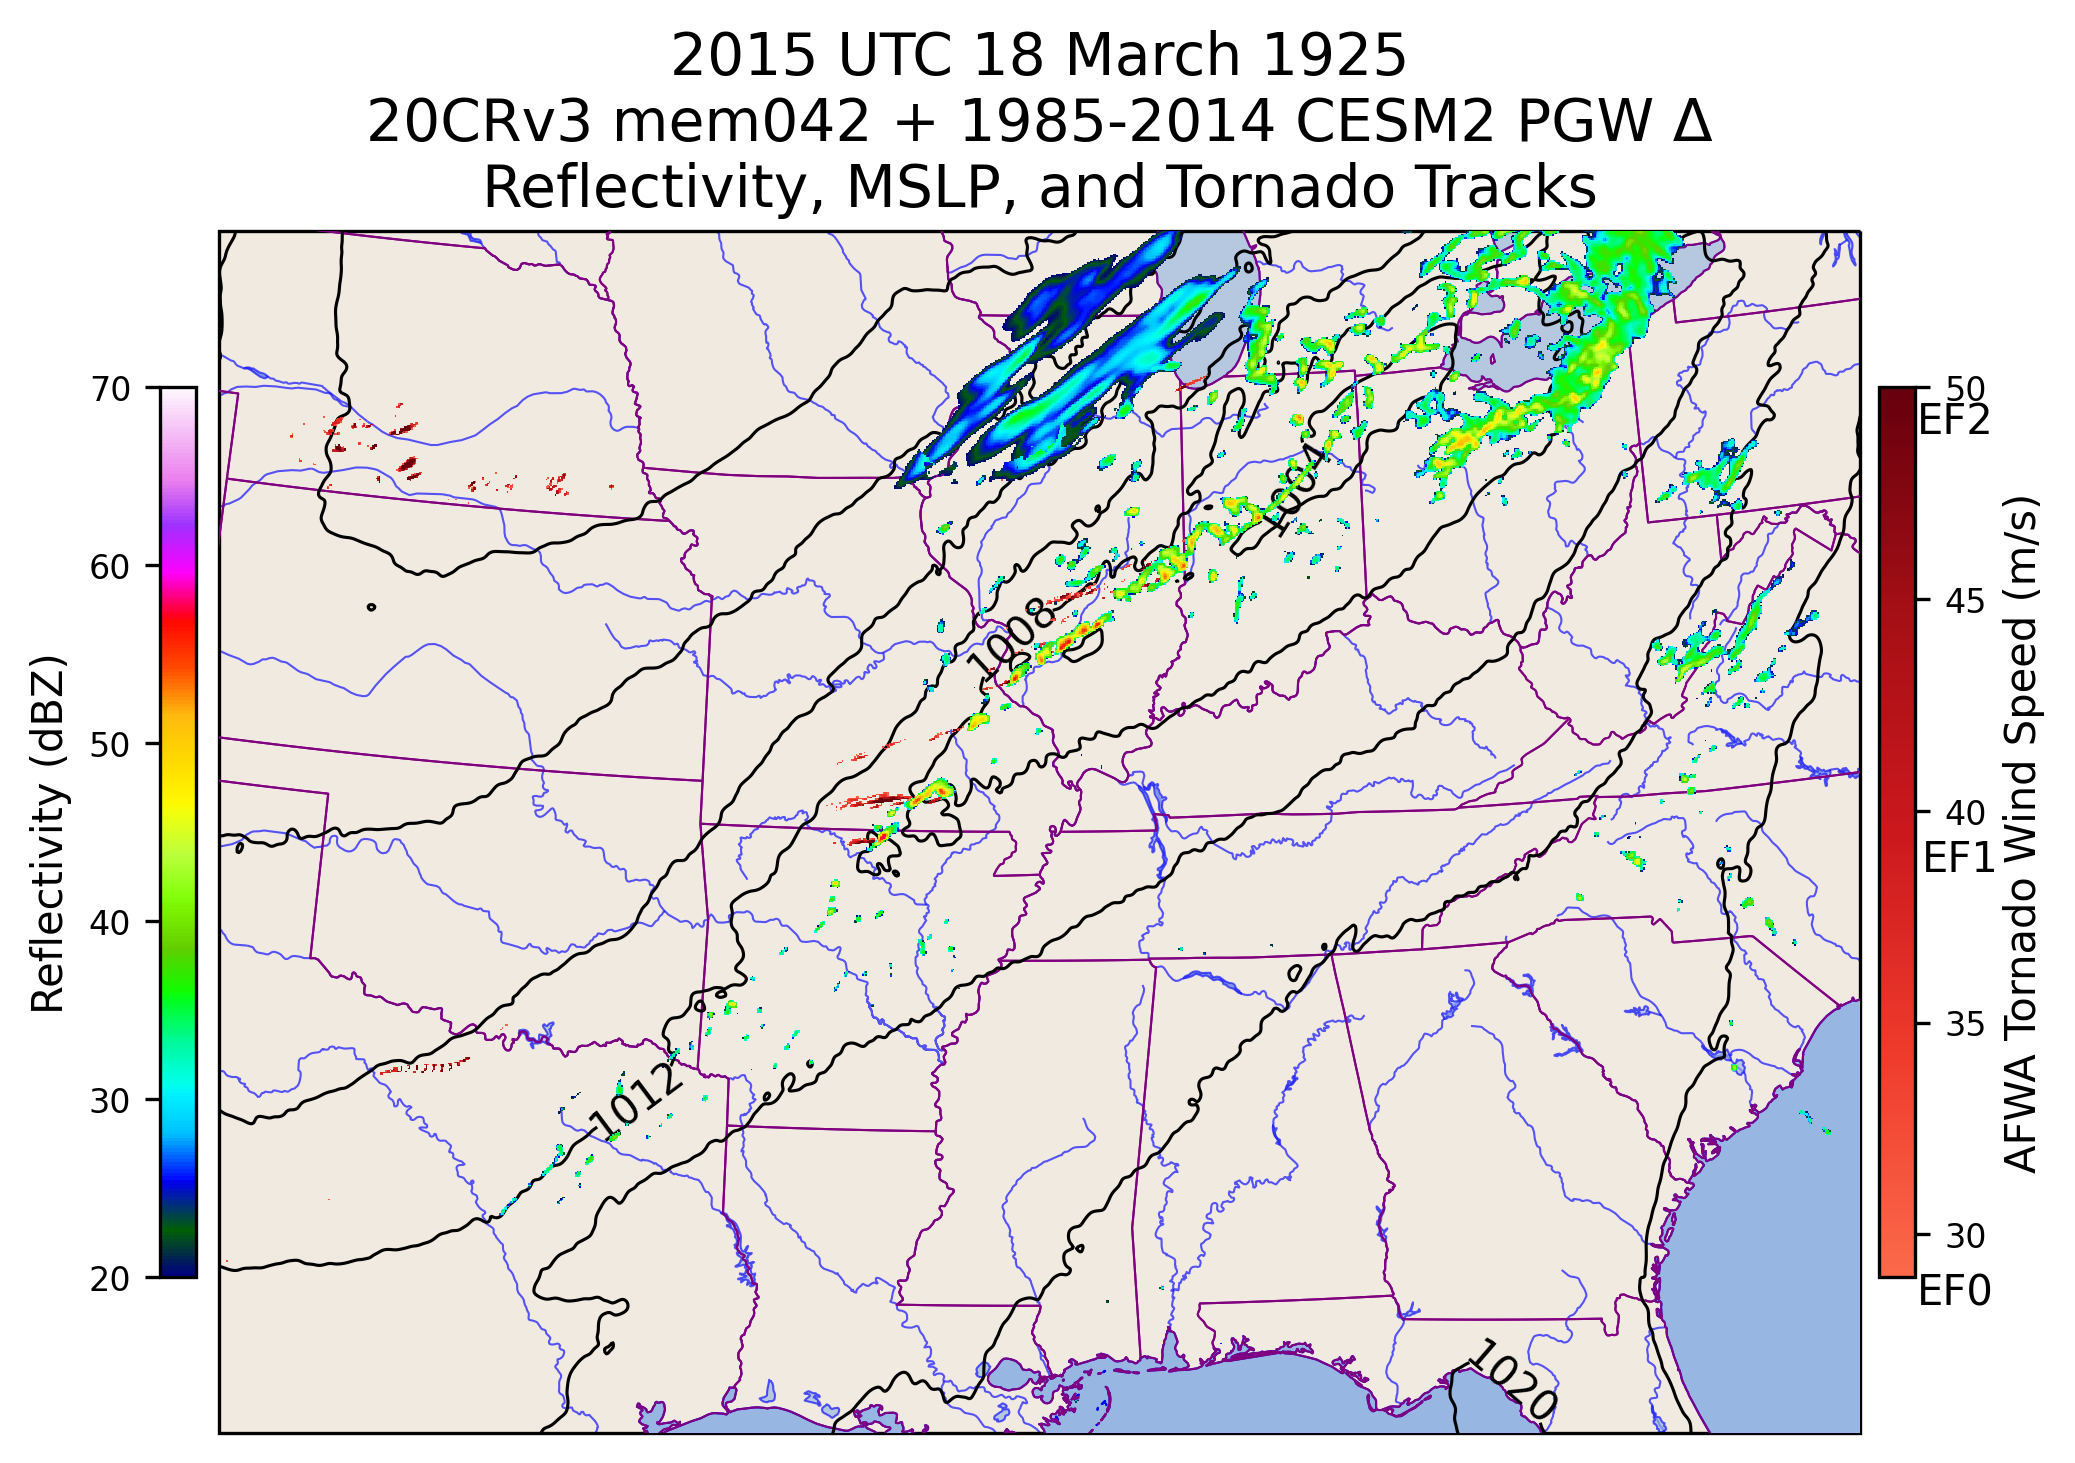 2015 UTC 18 March 1925
20CRv3 mem042 + 1985-2014 CESM2 PGW Δ
Reflectivity, MSLP, and Tornado Tracks
Reflectivity (dBZ)
70
60
50
40
30
20
1004
1008
1012
1020
50
EF2
45
40
EF1
35
30
EF0
AFWA Tornado Wind Speed (m/s)